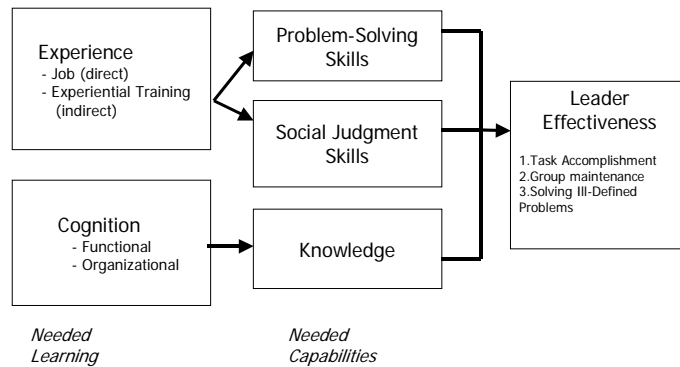 Experience
- Job (direct)
- Experiential Training
(indirect)
Cognition
- Functional
- Organizational
Needed
Learning
Problem-Solving
Skills
Social Judgment
Skills
Knowledge
Needed
Capabilities
Leader
Effectiveness
1.Task Accomplishment
2.Group maintenance
3.Solving Ill-Defined
Problems